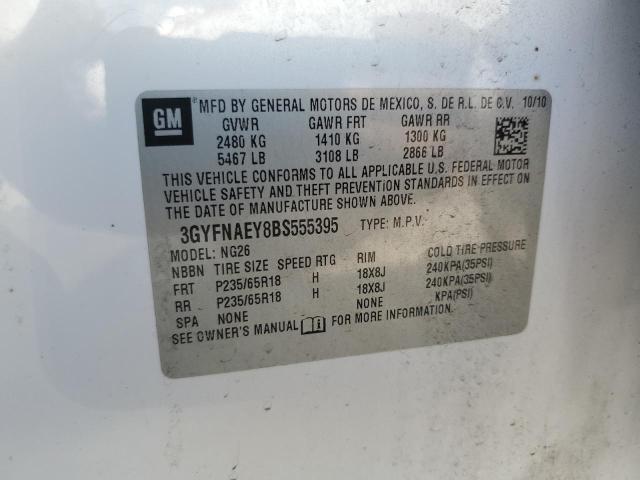 GM
® MFD BY GENERAL MOTORS DE MEXICO, S. DE R.L. DE C.V. 10/10
GVWR GAWR FRT GAWR RR
2480 KG 1410 KG 1300 KG
5467 LB 3108 LB 2866 LB
THIS VEHICLE CONFORMS TO ALL APPLICABLE U.S. FEDERAL MOTOR
VEHICLE SAFETY AND THEFT PREVENTION STANDARDS IN EFFECT ON
THE DATE OF MANUFACTURE SHOWN ABOVE.
3GYFNAEY8BS555395 TYPE: M.P.V.
MODEL: NG26
NBBN TIRE SIZE SPEED RTG RIM COLD TIRE PRESSURE
FRT P235/65R18 H 18X8J 240KPA(35PSI)
RR P235/65R18 H 18X8J 240KPA(35PSI)
SPA NONE NONE KPA(PSI)
SEE OWNER'S MANUAL FOR MORE INFORMATION.